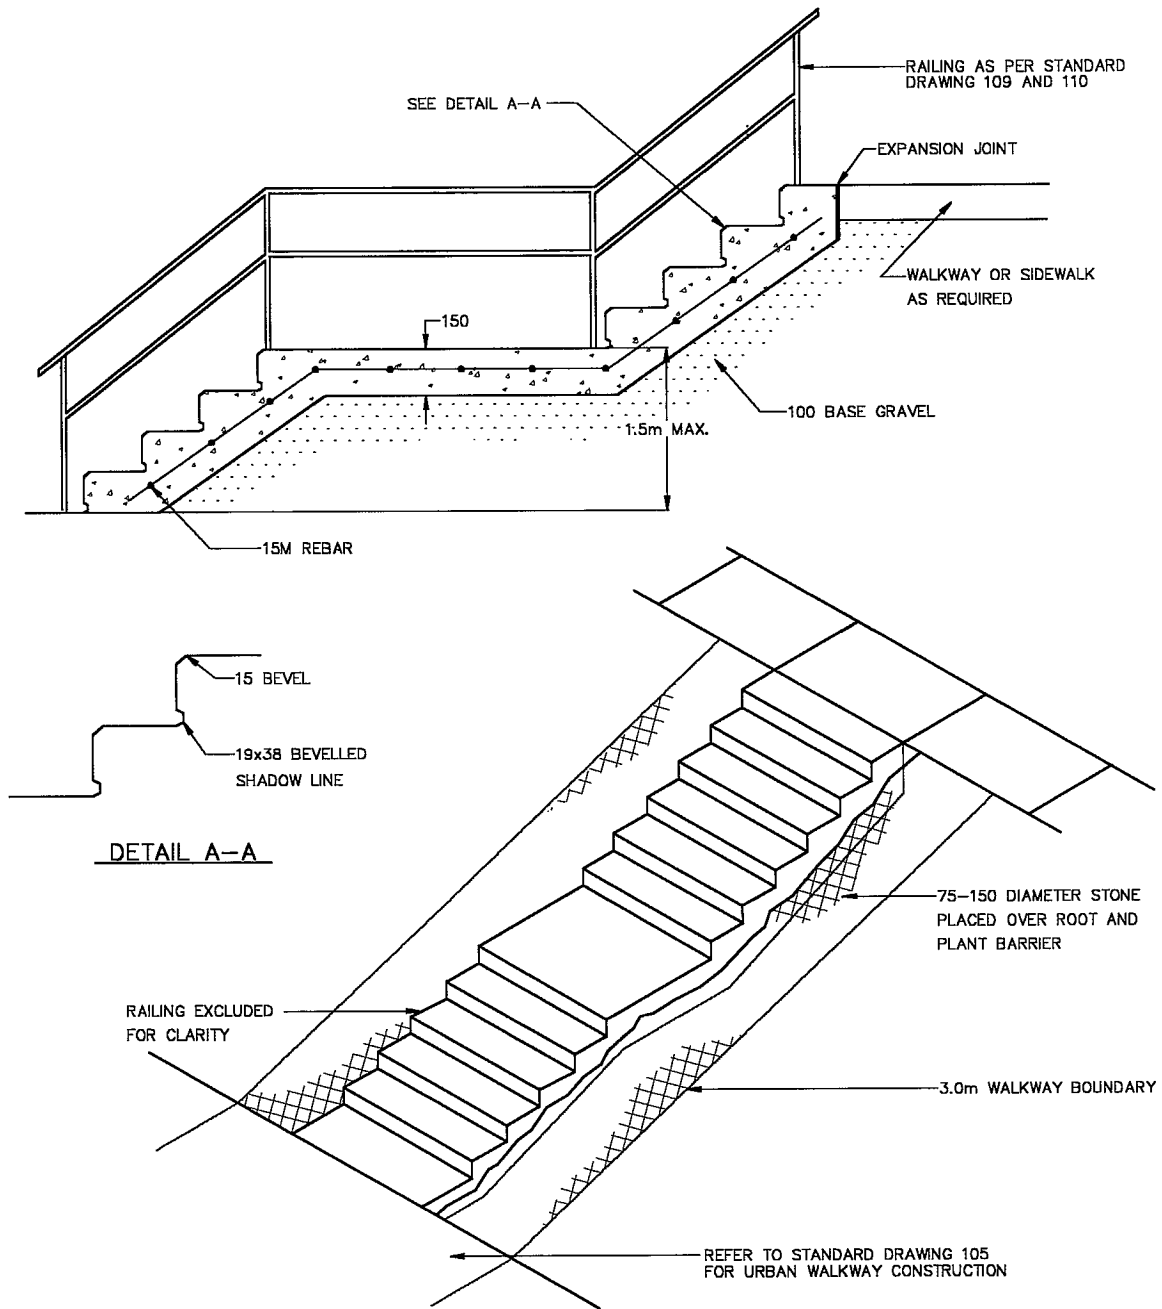 RAILING AS PER STANDARD
DRAWING 109 AND 110
SEE DETAIL A-A
EXPANSION JOINT
WALKWAY OR SIDEWALK
AS REQUIRED
150
100 BASE GRAVEL
1.5m MAX.
15M REBAR
15 BEVEL
19x38 BEVELLED
SHADOW LINE
DETAIL A-A
75-150 DIAMETER STONE
PLACED OVER ROOT AND
PLANT BARRIER
RAILING EXCLUDED
FOR CLARITY
3.0m WALKWAY BOUNDARY
REFER TO STANDARD DRAWING 105
FOR URBAN WALKWAY CONSTRUCTION